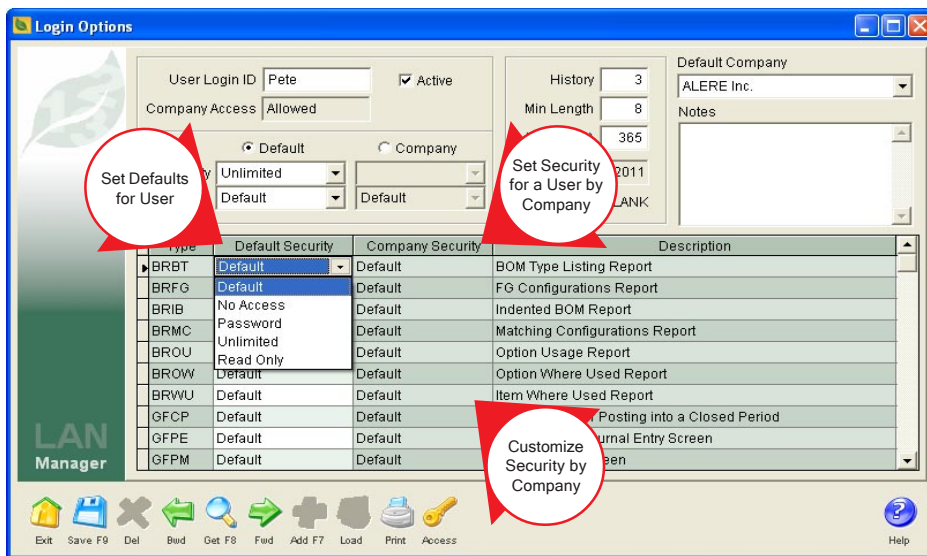 Login Options
User Login ID Pete Active
Company Access Allowed
Default Company
Unlimited
Default Default
History 3
Min Length 8
365
2011
LANK
Default Company
ALERE Inc.
Notes
Set Defaults
for User
Set Security
for a User by
Company
Type Default Security Company Security Description
BRBT Default Default BOM Type Listing Report
BRFG Default Default FG Configurations Report
BRIB No Access Default Indented BOM Report
BRMC Password Default Matching Configurations Report
BROU Unlimited Default Option Usage Report
Read Only
BROW Default Default Option Where Used Report
BRWU Default Default Item Where Used Report
GFCP Default Default Posting into a Closed Period
GFPE Default Default urnal Entry Screen
GFPM Default Default een
Customize
Security by
Company
LAN
Manager
Exit Save F9 Del Bwd Get F8 Fwd Add F7 Load Print Access Help